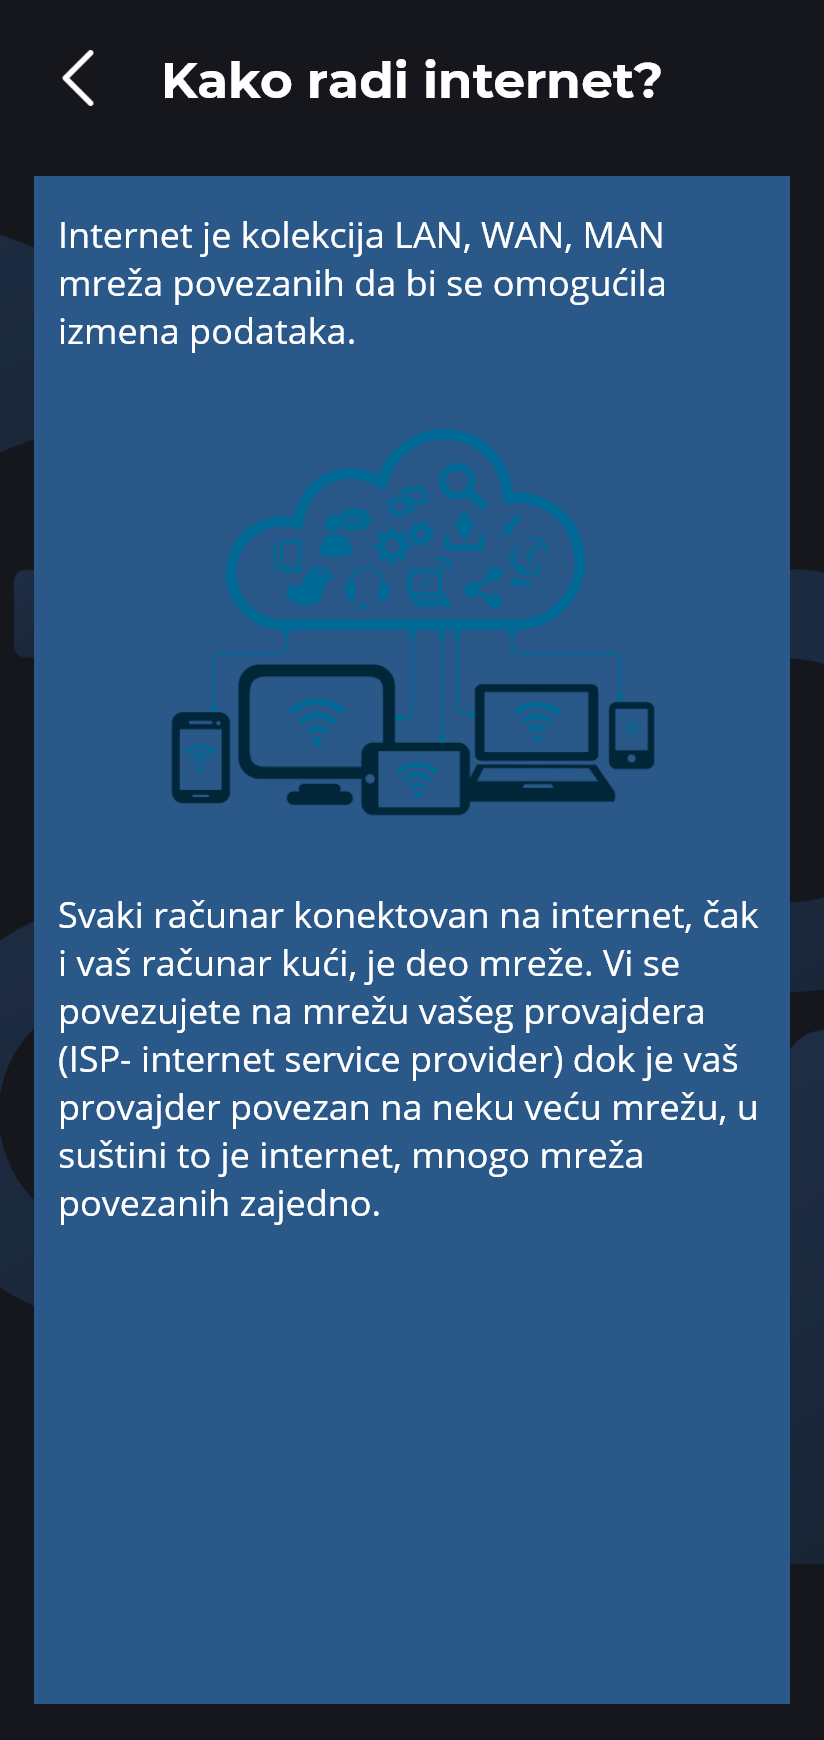 Kako radi internet?
Internet je kolekcija LAN, WAN, MAN
mreža povezanih da bi se omogućila
izmena podataka.
Svaki računar konektovan na internet, čak
i vaš računar kući, je deo mreže. Vi se
povezujete na mrežu vašeg provajdera
(ISP- internet service provider) dok je vaš
provajder povezan na neku veću mrežu, u
suštini to je internet, mnogo mreža
povezanih zajedno.